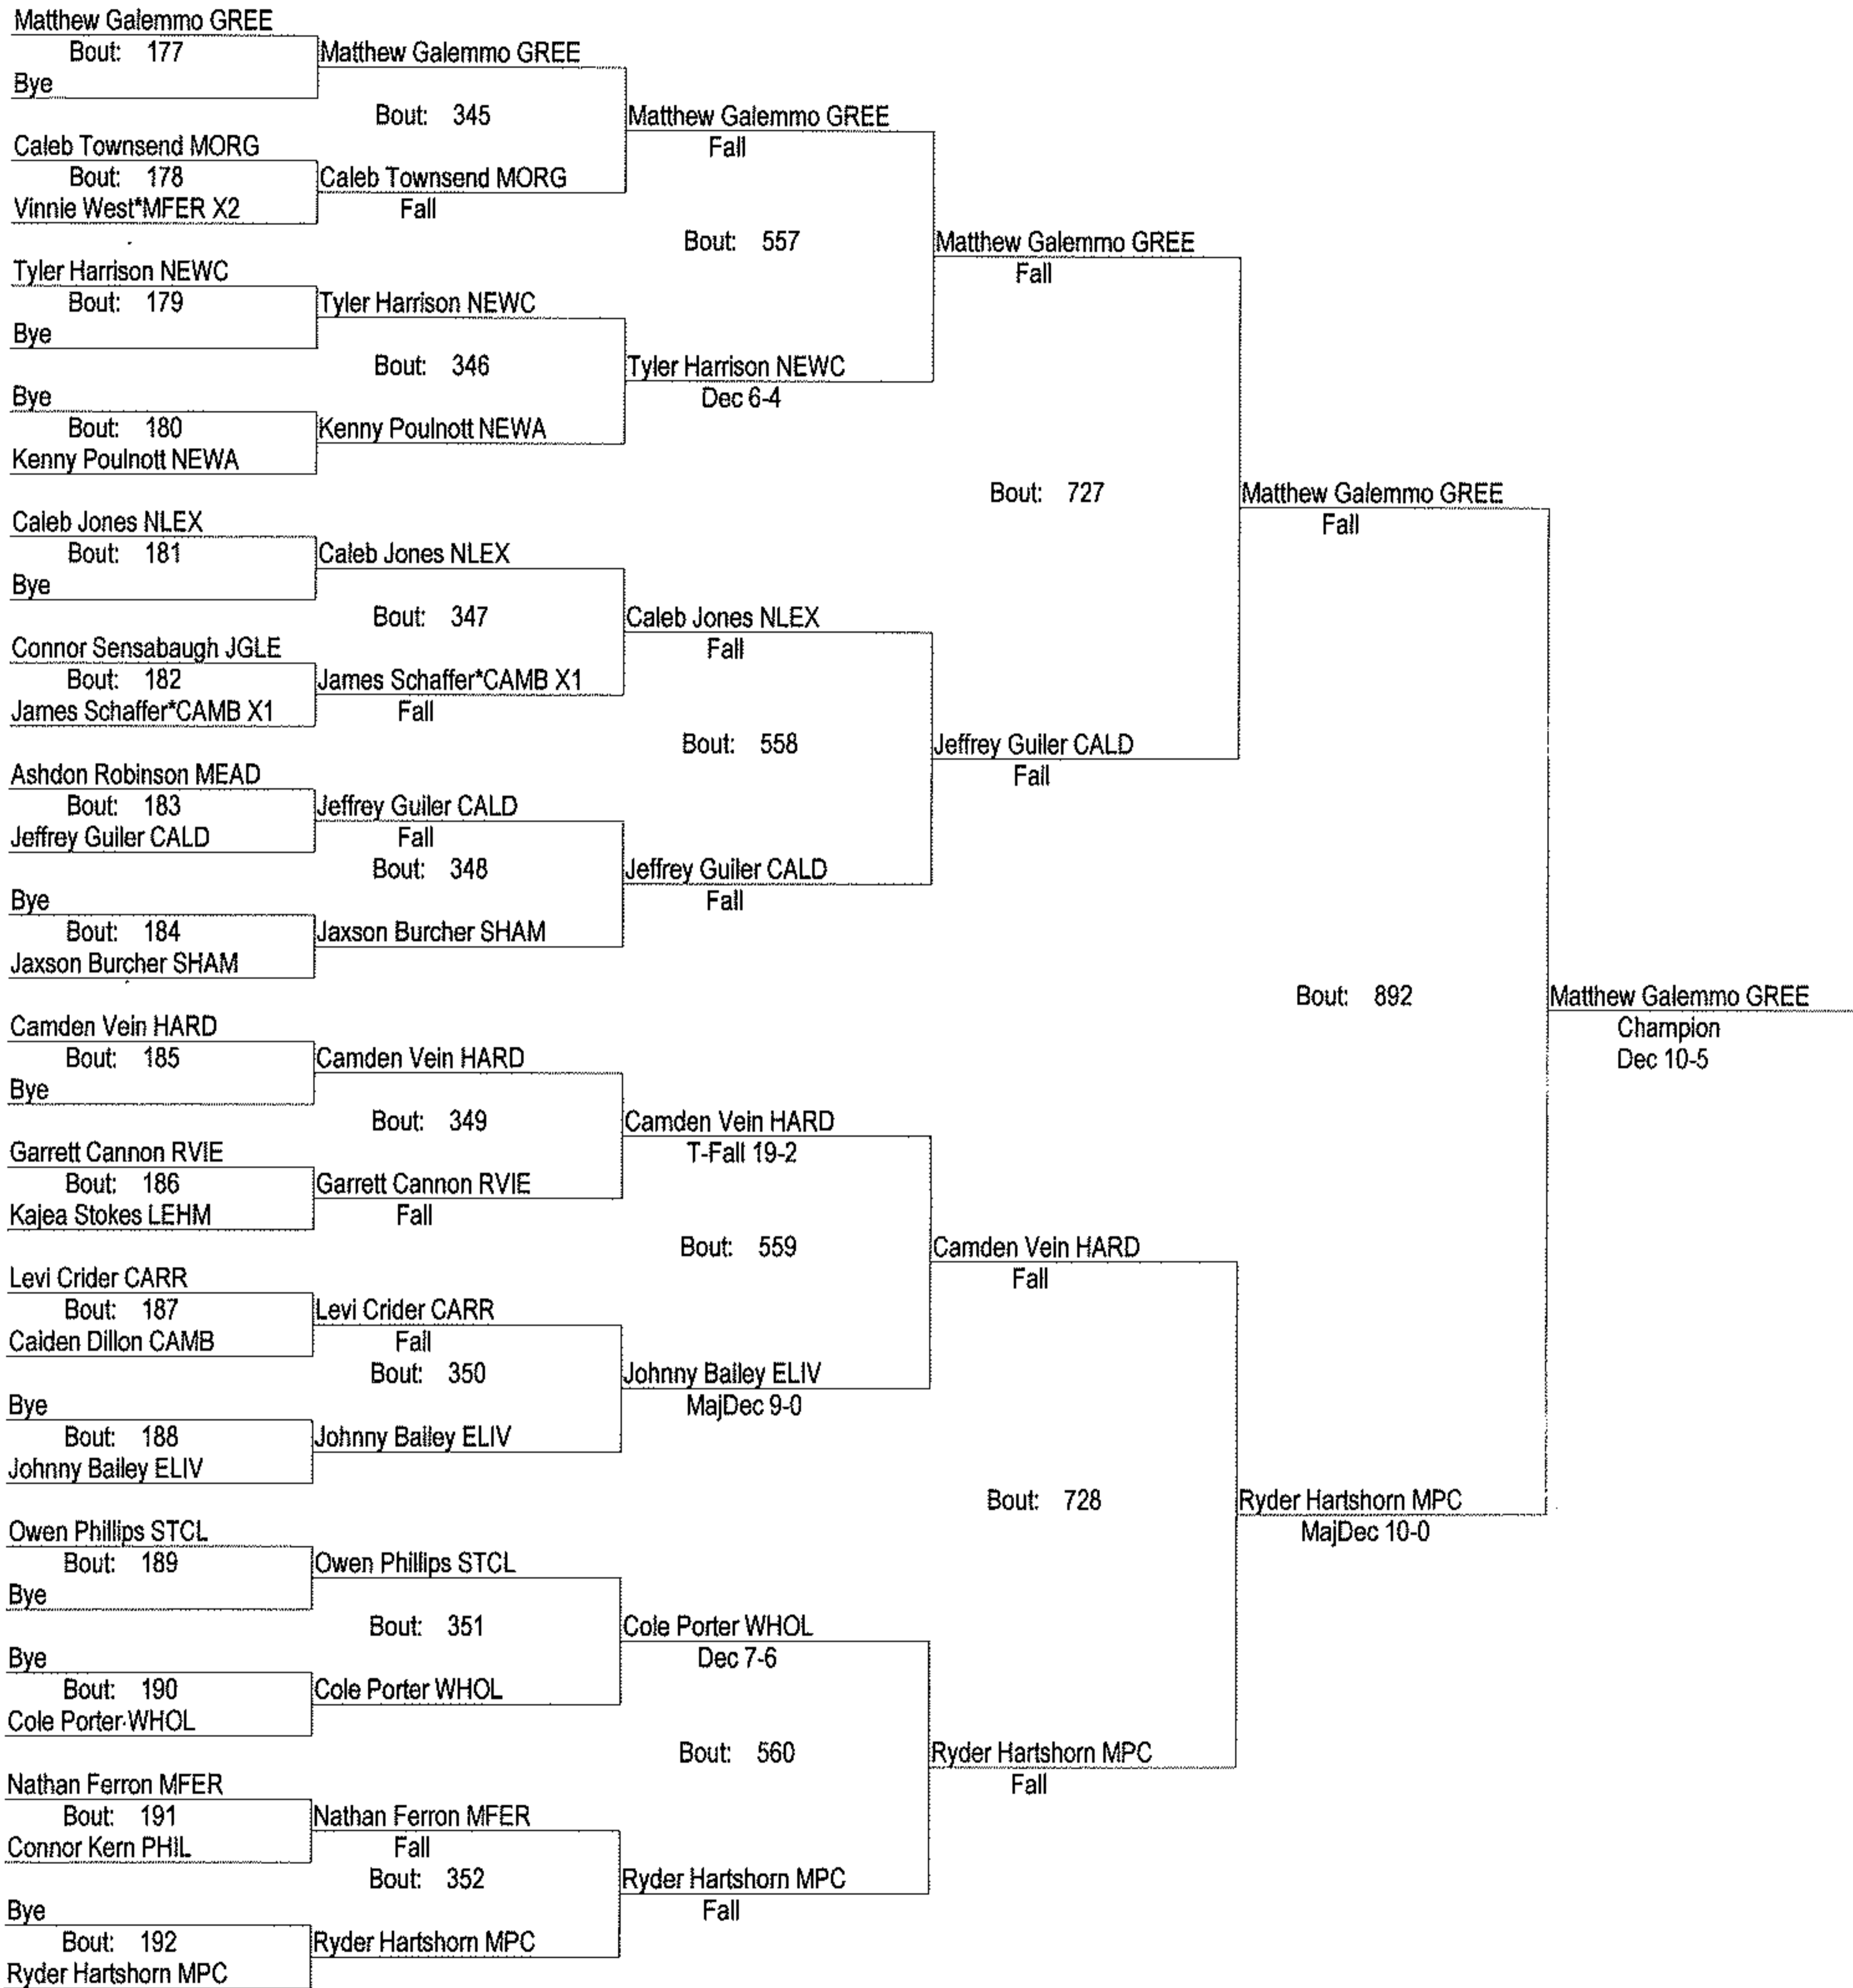 Matthew Galemmo GREE
Bout: 177
Bye
Matthew Galemmo GREE
Bout: 345
Caleb Townsend MORG
Bout: 178
Vinnie West*MFER X2
Caleb Townsend MORG
Fall
Matthew Galemmo GREE
Fall
Bout: 557
Tyler Harrison NEWC
Bout: 179
Bye
Tyler Harrison NEWC
Bout: 346
Bye
Bout: 180
Kenny Poulnott NEWA
Kenny Poulnott NEWA
Tyler Harrison NEWC
Dec 6-4
Matthew Galemmo GREE
Fall
Bout: 727
Caleb Jones NLEX
Bout: 181
Bye
Caleb Jones NLEX
Bout: 347
Connor Sensabaugh JGLE
Bout: 182
James Schaffer*CAMB X1
James Schaffer*CAMB X1
Fall
Caleb Jones NLEX
Fall
Bout: 558
Ashdon Robinson MEAD
Bout: 183
Jeffrey Guiler CALD
Jeffrey Guiler CALD
Fall
Bout: 348
Bye
Bout: 184
Jaxson Burcher SHAM
Jaxson Burcher SHAM
Jeffrey Guiler CALD
Fall
Jeffrey Guiler CALD
Fall
Matthew Galemmo GREE
Fall
Bout: 892
Camden Vein HARD
Bout: 185
Bye
Camden Vein HARD
Bout: 349
Garrett Cannon RVIE
Bout: 186
Kajea Stokes LEHM
Garrett Cannon RVIE
Fall
Camden Vein HARD
T-Fall 19-2
Bout: 559
Levi Crider CARR
Bout: 187
Caiden Dillon CAMB
Levi Crider CARR
Fall
Bout: 350
Bye
Bout: 188
Johnny Bailey ELIV
Johnny Bailey ELIV
Johnny Bailey ELIV
MajDec 9-0
Camden Vein HARD
Fall
Bout: 728
Owen Phillips STCL
Bout: 189
Bye
Owen Phillips STCL
Bout: 351
Bye
Bout: 190
Cole Porter WHOL
Cole Porter WHOL
Cole Porter WHOL
Dec 7-6
Bout: 560
Nathan Ferron MFER
Bout: 191
Connor Kern PHIL
Nathan Ferron MFER
Fall
Bout: 352
Bye
Bout: 192
Ryder Hartshorn MPC
Ryder Hartshorn MPC
Ryder Hartshorn MPC
Fall
Ryder Hartshorn MPC
Fall
Ryder Hartshorn MPC
MajDec 10-0
Matthew Galemmo GREE
Champion
Dec 10-5